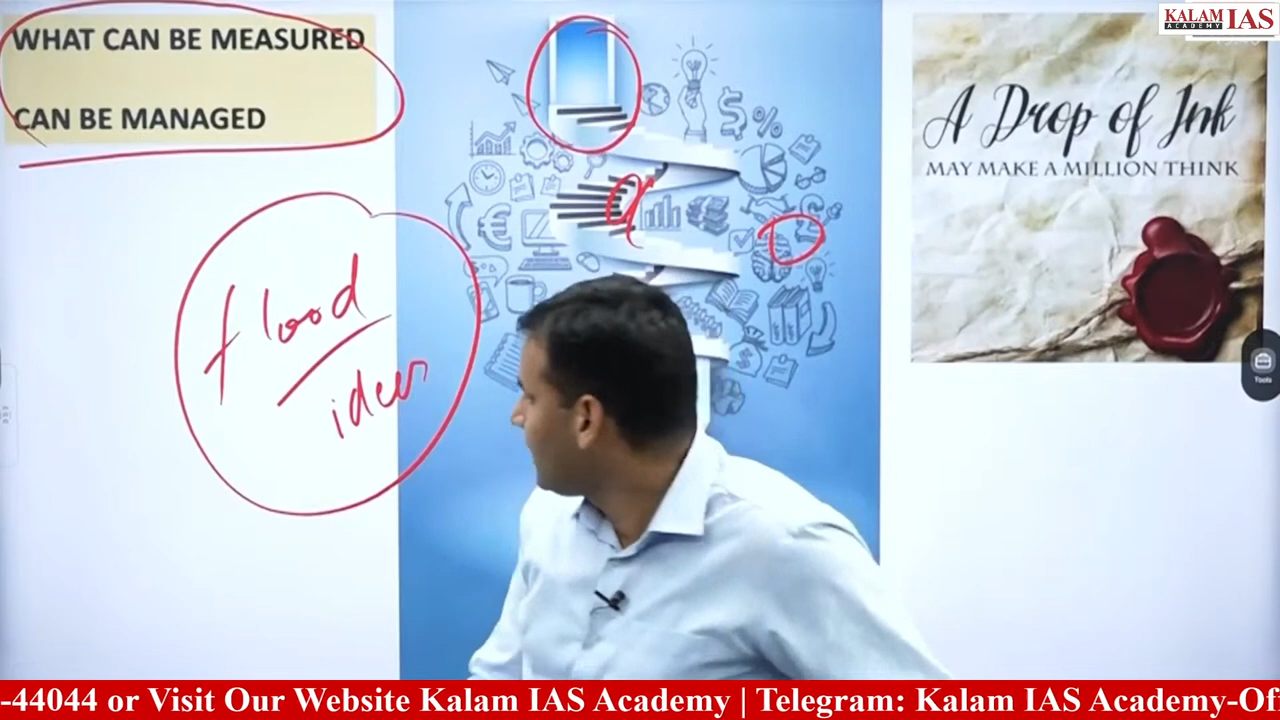 WHAT CAN BE MEASURED
CAN BE MANAGED
flood
ideas
A Drop of Ink
MAY MAKE A MILLION THINK
KALAM IAS
ACADEMY
Tools
-44044 or Visit Our Website Kalam IAS Academy | Telegram: Kalam IAS Academy-Of